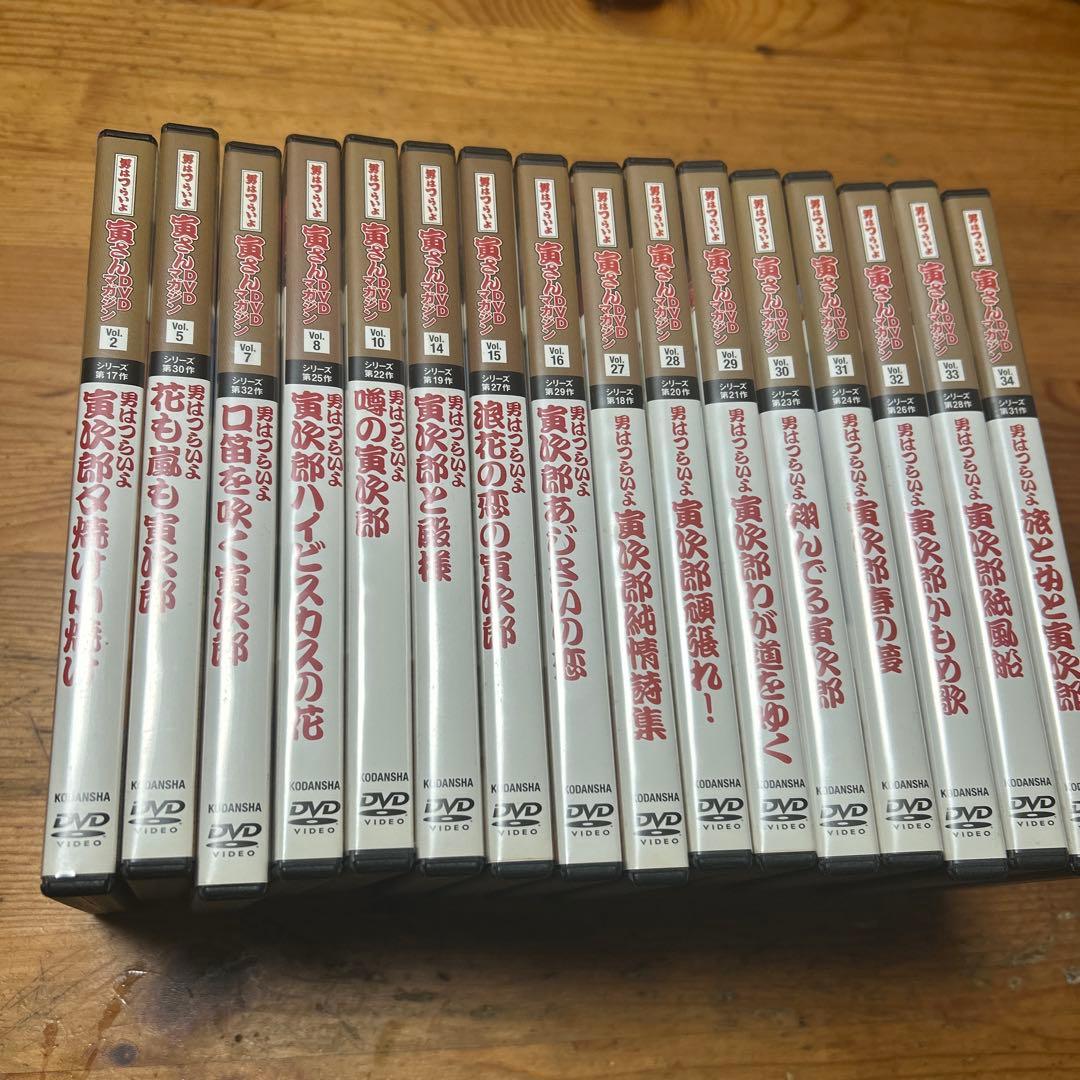 男はつらいよ
寅さんDVDマガジン
Vol. 2
シリーズ
第17作
男はつらいよ
寅次郎夕焼け小焼け
KODANSHA
DVD
VIDEO
男はつらいよ
寅さんDVDマガジン
Vol. 5
シリーズ
第30作
男はつらいよ
花も嵐も寅次郎
KODANSHA
DVD
VIDEO
男はつらいよ
寅さんDVDマガジン
Vol. 7
シリーズ
第32作
男はつらいよ
口笛を吹く寅次郎
KODANSHA
DVD
VIDEO
男はつらいよ
寅さんDVDマガジン
Vol. 8
シリーズ
第25作
男はつらいよ
寅次郎ハイビスカスの花
KODANSHA
DVD
VIDEO
男はつらいよ
寅さんDVDマガジン
Vol. 10
シリーズ
第22作
男はつらいよ
噂の寅次郎
KODANSHA
DVD
VIDEO
男はつらいよ
寅さんDVDマガジン
Vol. 14
シリーズ
第19作
男はつらいよ
寅次郎と殿様
KODANSHA
DVD
VIDEO
男はつらいよ
寅さんDVDマガジン
Vol. 15
シリーズ
第27作
男はつらいよ
浪花の恋の寅次郎
KODANSHA
DVD
VIDEO
男はつらいよ
寅さんDVDマガジン
Vol. 16
シリーズ
第29作
男はつらいよ
寅次郎あじさいの恋
KODANSHA
DVD
VIDEO
男はつらいよ
寅さんDVDマガジン
Vol. 27
シリーズ
第18作
男はつらいよ 寅次郎純情詩集
KODANSHA
DVD
VIDEO
男はつらいよ
寅さんDVDマガジン
Vol. 28
シリーズ
第20作
男はつらいよ 寅次郎頑張れ!
KODANSHA
DVD
VIDEO
男はつらいよ
寅さんDVDマガジン
Vol. 29
シリーズ
第21作
男はつらいよ 寅次郎わが道をゆく
KODANSHA
DVD
VIDEO
男はつらいよ
寅さんDVDマガジン
Vol. 30
シリーズ
第23作
男はつらいよ 翔んでる寅次郎
KODANSHA
DVD
VIDEO
男はつらいよ
寅さんDVDマガジン
Vol. 31
シリーズ
第24作
男はつらいよ 寅次郎春の夢
KODANSHA
DVD
VIDEO
男はつらいよ
寅さんDVDマガジン
Vol. 32
シリーズ
第26作
男はつらいよ 寅次郎かもめ歌
KODANSHA
DVD
VIDEO
男はつらいよ
寅さんDVDマガジン
Vol. 33
シリーズ
第28作
男はつらいよ 寅次郎紙風船
KODANSHA
DVD
VIDEO
男はつらいよ
寅さんDVDマガジン
Vol. 34
シリーズ
第31作
男はつらいよ 旅と女と寅次郎